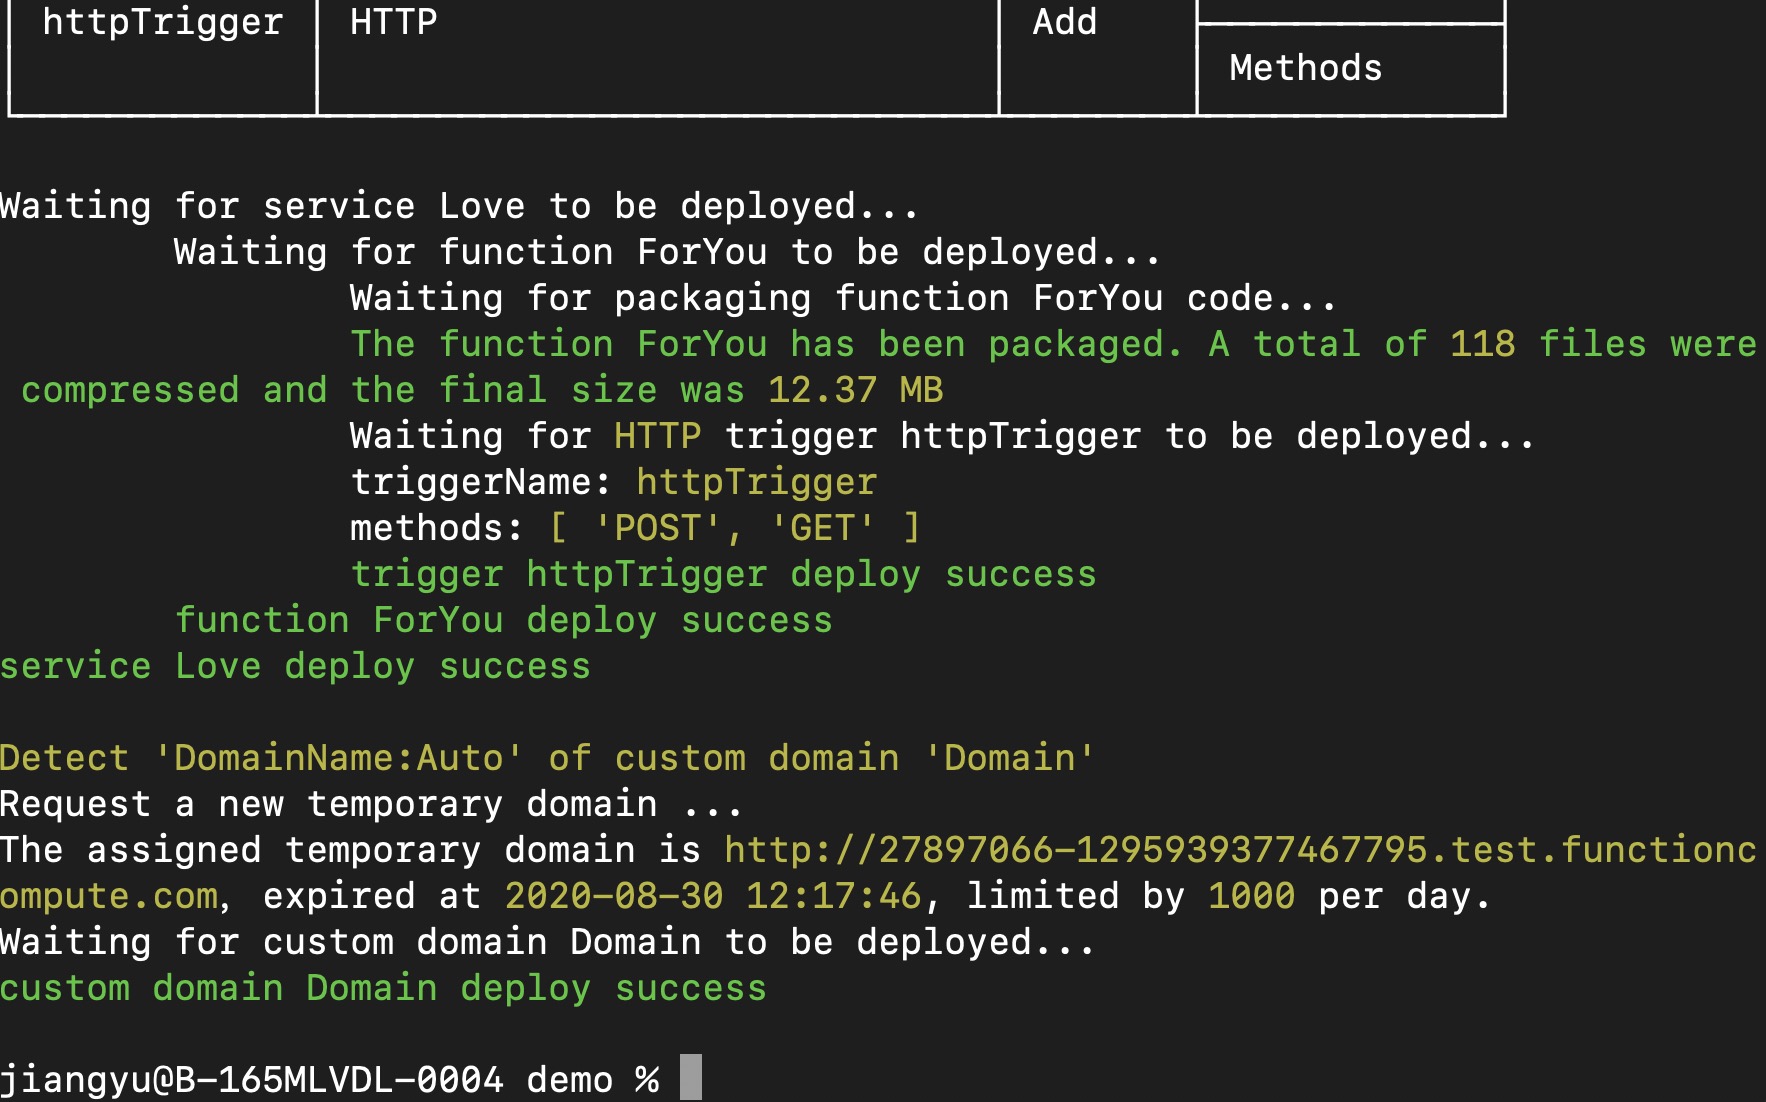 httpTrigger HTTP Add
Methods
Waiting for service Love to be deployed...
Waiting for function ForYou to be deployed...
Waiting for packaging function ForYou code...
The function ForYou has been packaged. A total of 118 files were
compressed and the final size was 12.37 MB
Waiting for HTTP trigger httpTrigger to be deployed...
triggerName: httpTrigger
methods: [ 'POST', 'GET' ]
trigger httpTrigger deploy success
function ForYou deploy success
service Love deploy success
Detect 'DomainName:Auto' of custom domain 'Domain'
Request a new temporary domain ...
The assigned temporary domain is http://27897066-1295939377467795.test.functionc
ompute.com, expired at 2020-08-30 12:17:46, limited by 1000 per day.
Waiting for custom domain Domain to be deployed...
custom domain Domain deploy success
jiangyu@B-165MLVDL-0004 demo %